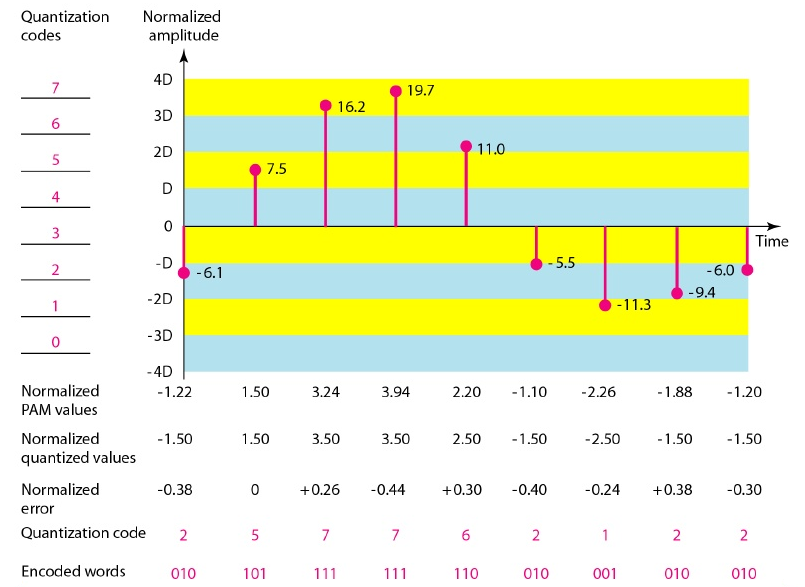 Quantization codes
Normalized amplitude
7
6
5
4
3
2
1
0
4D
3D
2D
D
0
-D
-2D
-3D
-4D
-6.1
7.5
16.2
19.7
11.0
-5.5
-11.3
-9.4
-6.0
Time
Normalized PAM values -1.22 1.50 3.24 3.94 2.20 -1.10 -2.26 -1.88 -1.20
Normalized quantized values -1.50 1.50 3.50 3.50 2.50 -1.50 -2.50 -1.50 -1.50
Normalized error -0.38 0 +0.26 -0.44 +0.30 -0.40 -0.24 +0.38 -0.30
Quantization code 2 5 7 7 6 2 1 2 2
Encoded words 010 101 111 111 110 010 001 010 010